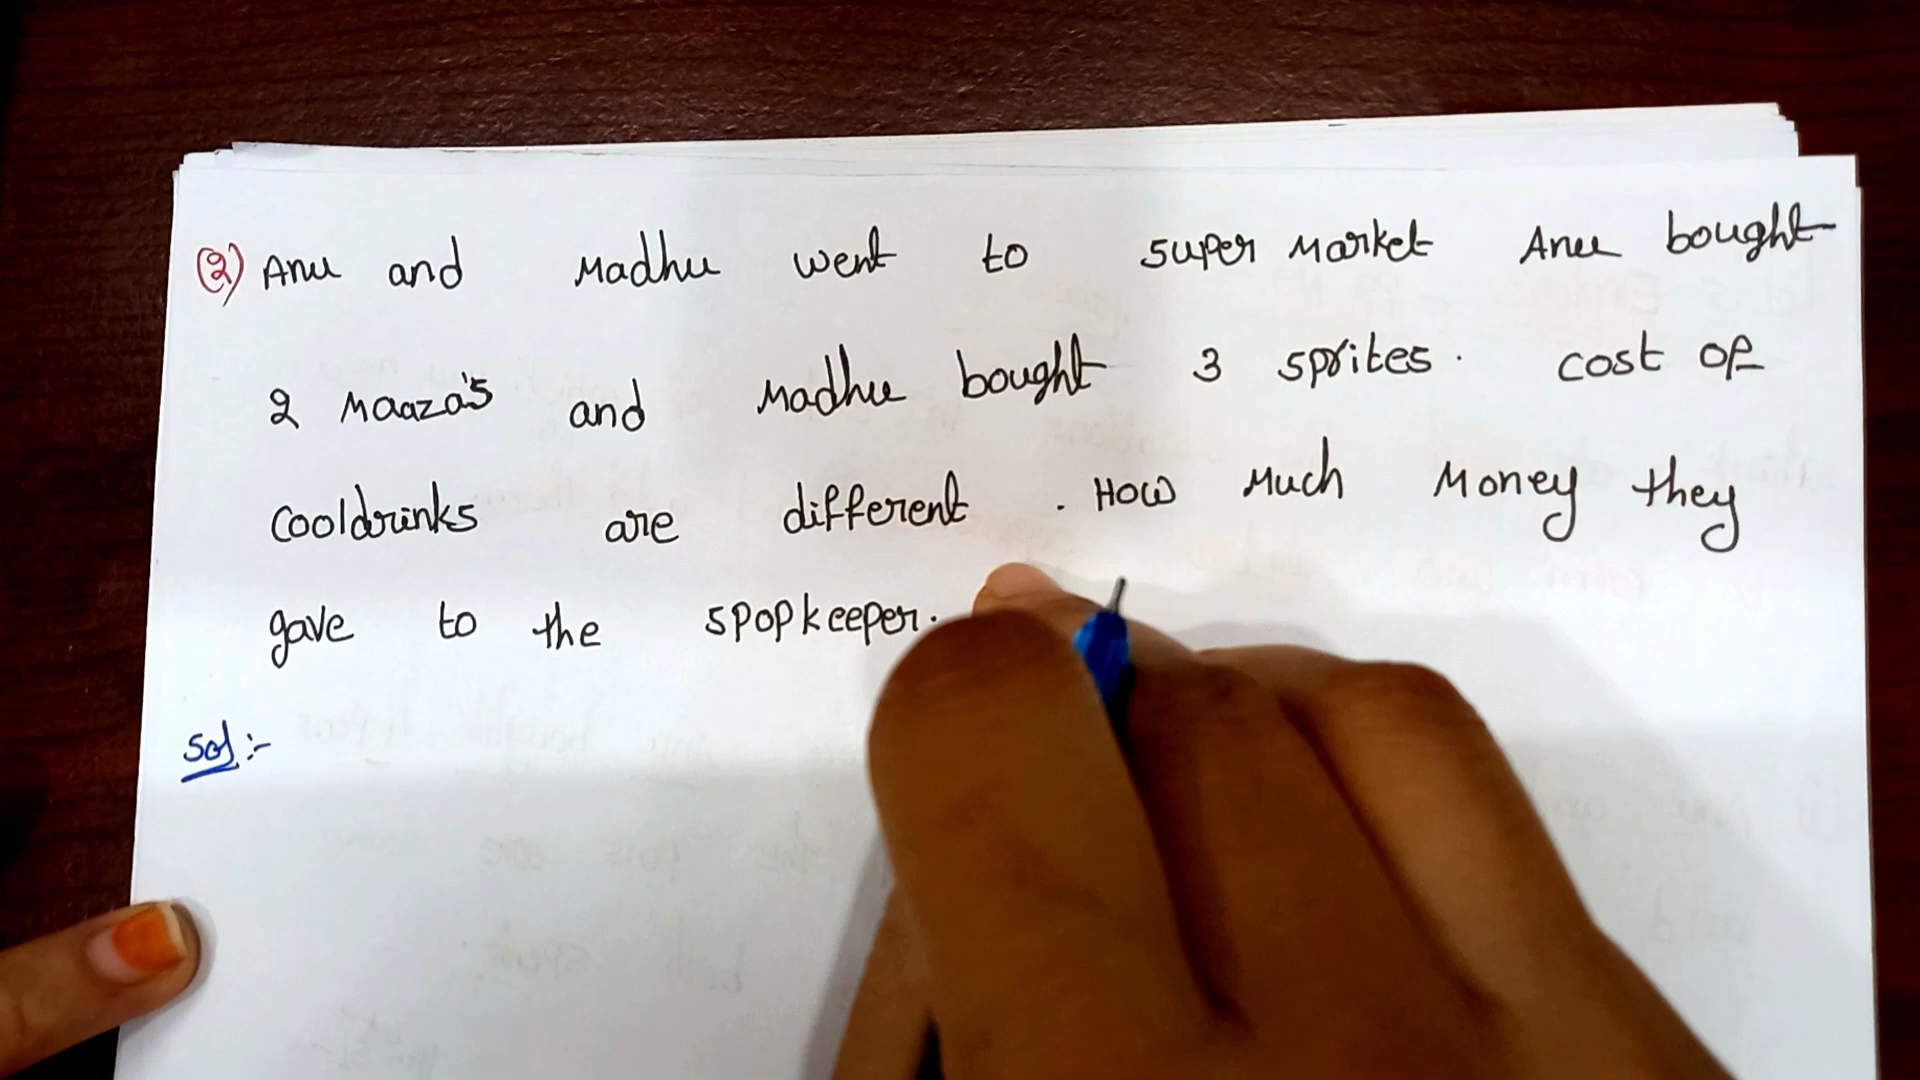 (2) Anu and Madhu went to super Market Anu bought
2 Maaza's and Madhu bought 3 sprites. cost of
cooldrinks are different. How Much Money they
gave to the spopkeeper.
Sol:-